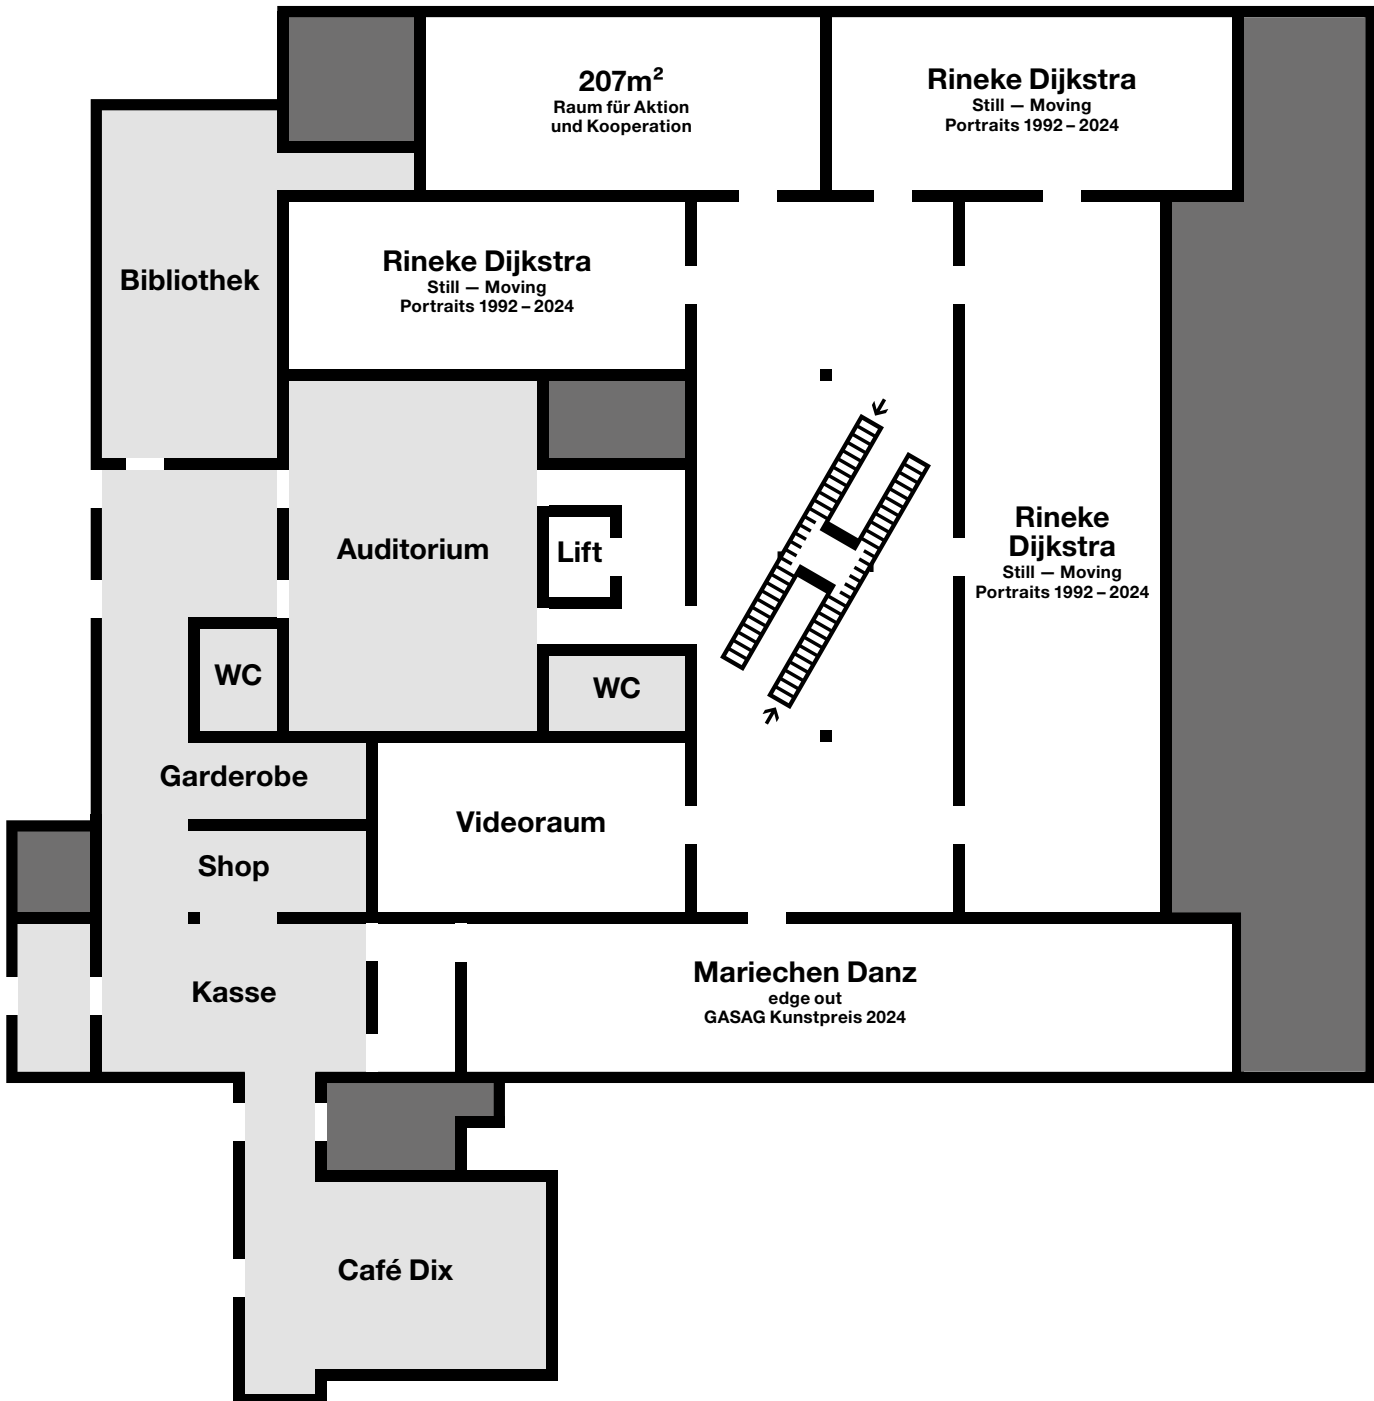 207m²
Raum für Aktion
und Kooperation
Rineke Dijkstra
Still — Moving
Portraits 1992 – 2024
Rineke Dijkstra
Still — Moving
Portraits 1992 – 2024
Bibliothek
Auditorium
Lift
Rineke
Dijkstra
Still — Moving
Portraits 1992 – 2024
WC
WC
Garderobe
Videoraum
Shop
Kasse
Mariechen Danz
edge out
GASAG Kunstpreis 2024
Café Dix